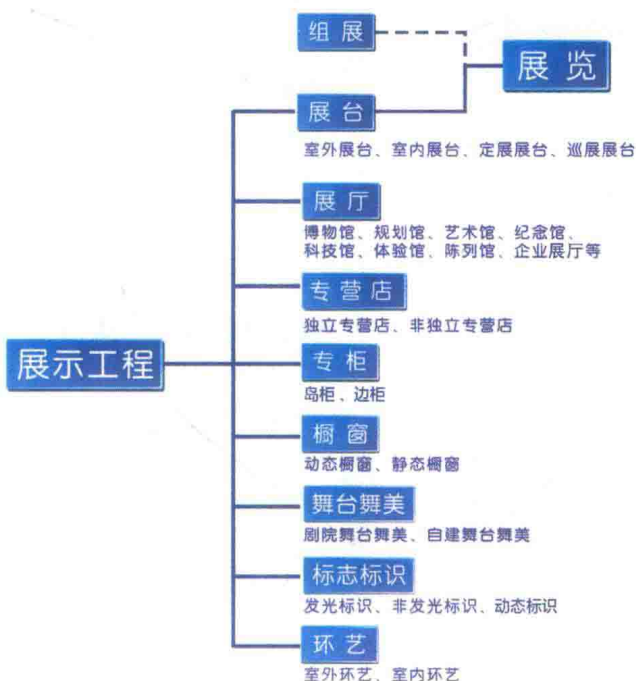 组展
展览
展台
室外展台、室内展台、定展展台、巡展展台
展厅
博物馆、规划馆、艺术馆、纪念馆、
科技馆、体验馆、陈列馆、企业展厅等
专营店
独立专营店、非独立专营店
展示工程
专柜
岛柜、边柜
橱窗
动态橱窗、静态橱窗
舞台舞美
剧院舞台舞美、自建舞台舞美
标志标识
发光标识、非发光标识、动态标识
环艺
室外环艺、室内环艺